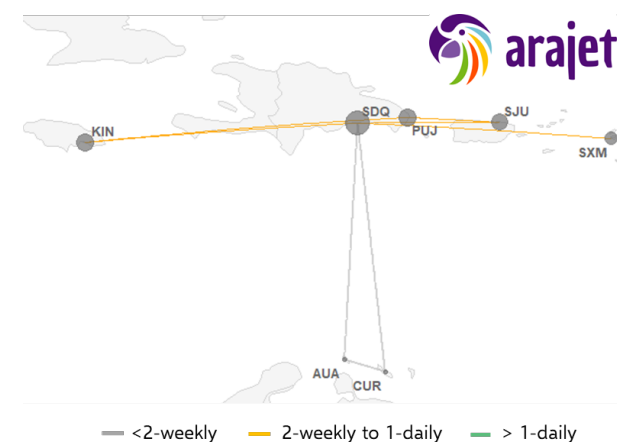 arajet
SDQ
SJU
KIN
PUJ
SXM
AUA
CUR
<2-weekly 2-weekly to 1-daily > 1-daily